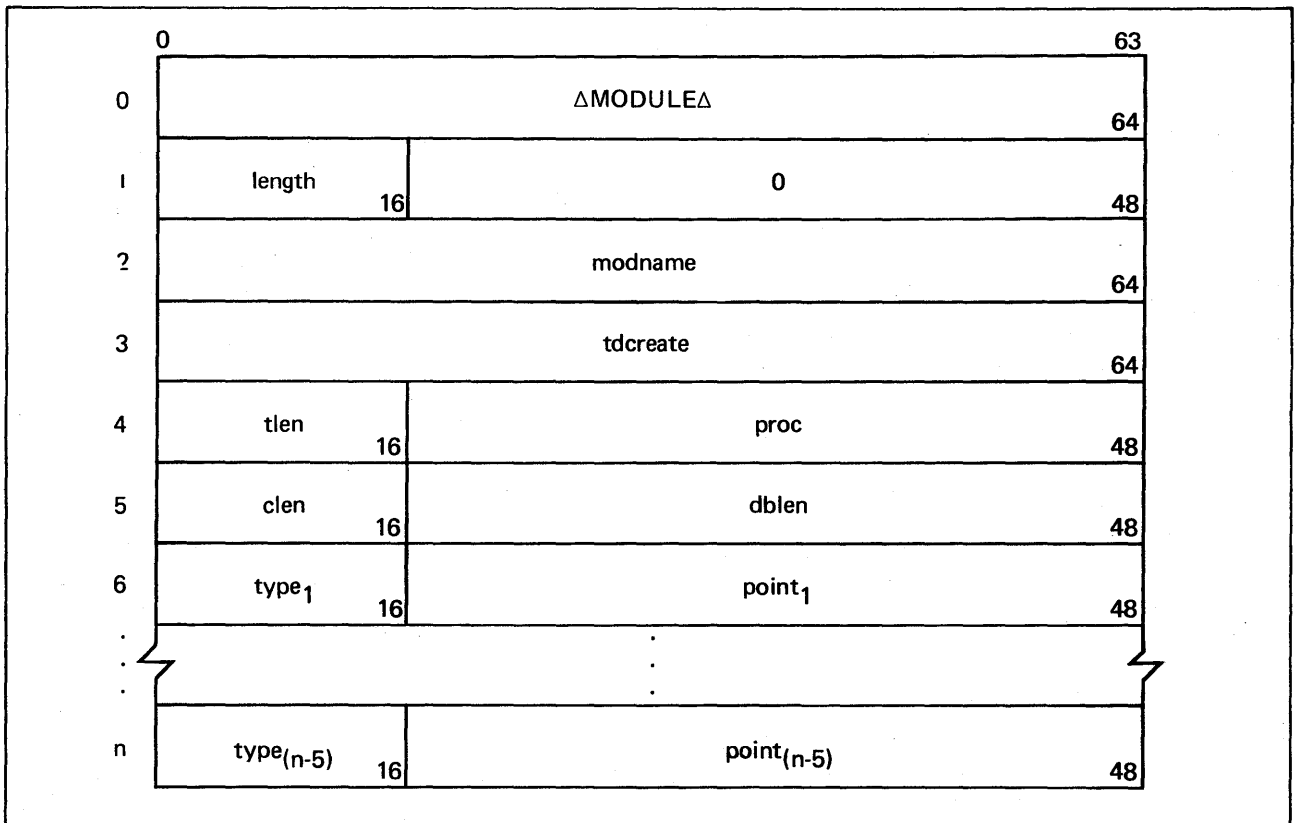 0 63
0 ΔMODULEΔ 64
1 length 16 0 48
2 modname 64
3 tdcreate 64
4 tlen 16 proc 48
5 clen 16 dblen 48
6 type1 16 point1 48
n type(n-5) 16 point(n-5) 48